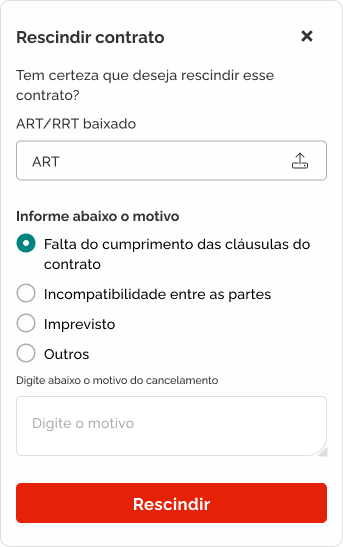 Rescindir contrato
Tem certeza que deseja rescindir esse
contrato?
ART/RRT baixado
ART
Informe abaixo o motivo
Falta do cumprimento das cláusulas do
contrato
Incompatibilidade entre as partes
Imprevisto
Outros
Digite abaixo o motivo do cancelamento
Digite o motivo
Rescindir